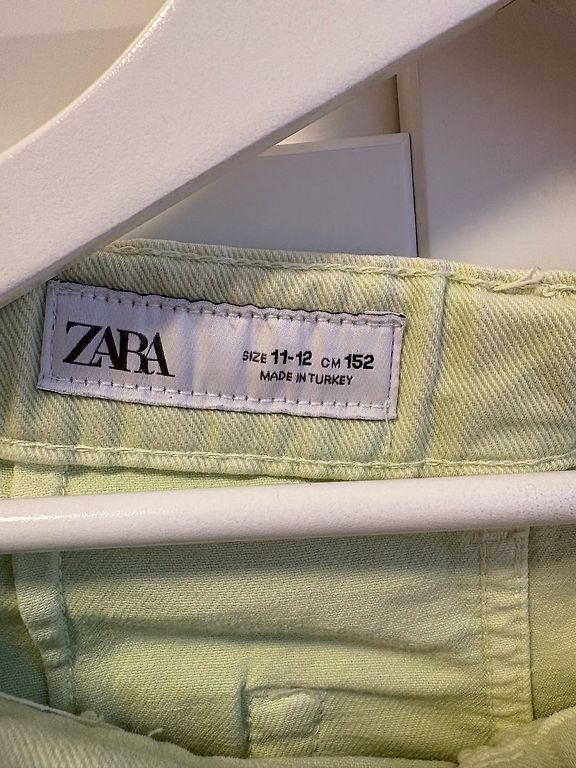 ZARA
SIZE 11-12 CM 152
MADE IN TURKEY